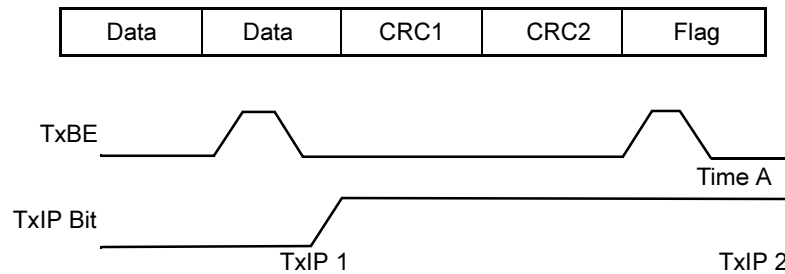 Data Data CRC1 CRC2 Flag
TxBE
Time A
TxIP Bit
TxIP 1 TxIP 2